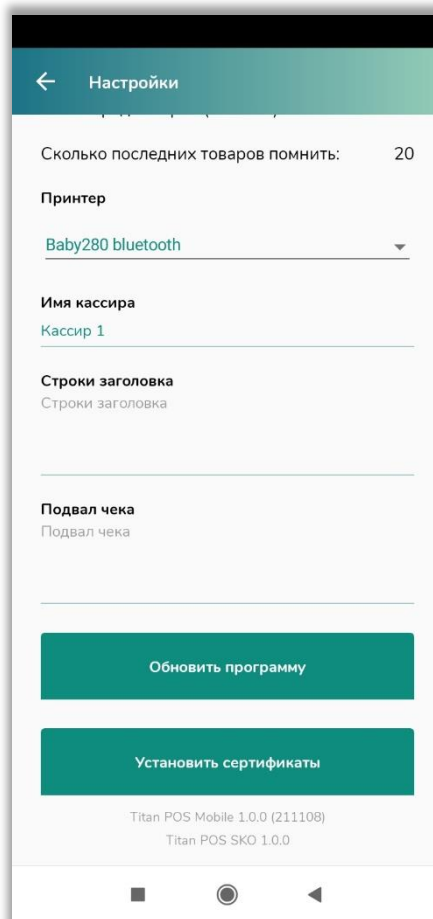 Настройки
Сколько последних товаров помнить: 20
Принтер
Baby280 bluetooth
Имя кассира
Кассир 1
Строки заголовка
Строки заголовка
Подвал чека
Подвал чека
Обновить программу
Установить сертификаты
Titan POS Mobile 1.0.0 (211108)
Titan POS SKO 1.0.0